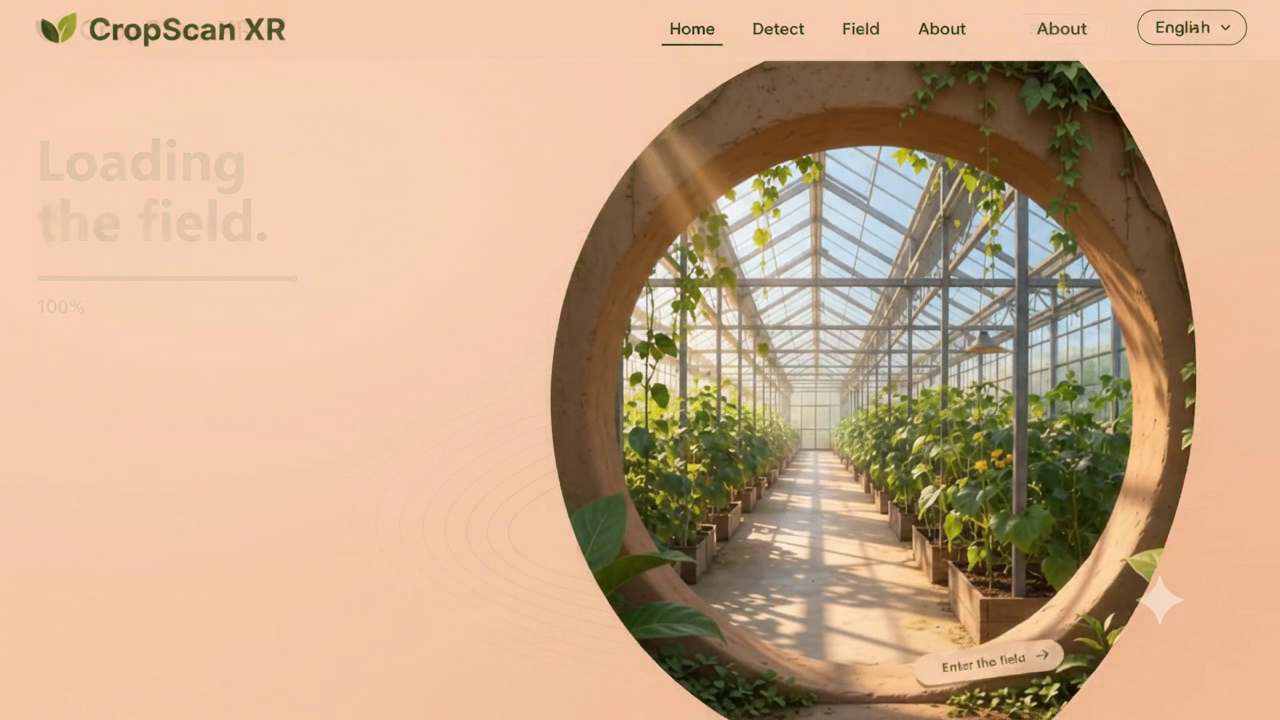 CropScan XR
Home
Detect
Field
About
About
English
Loading
the field.
100%
Enter the field →